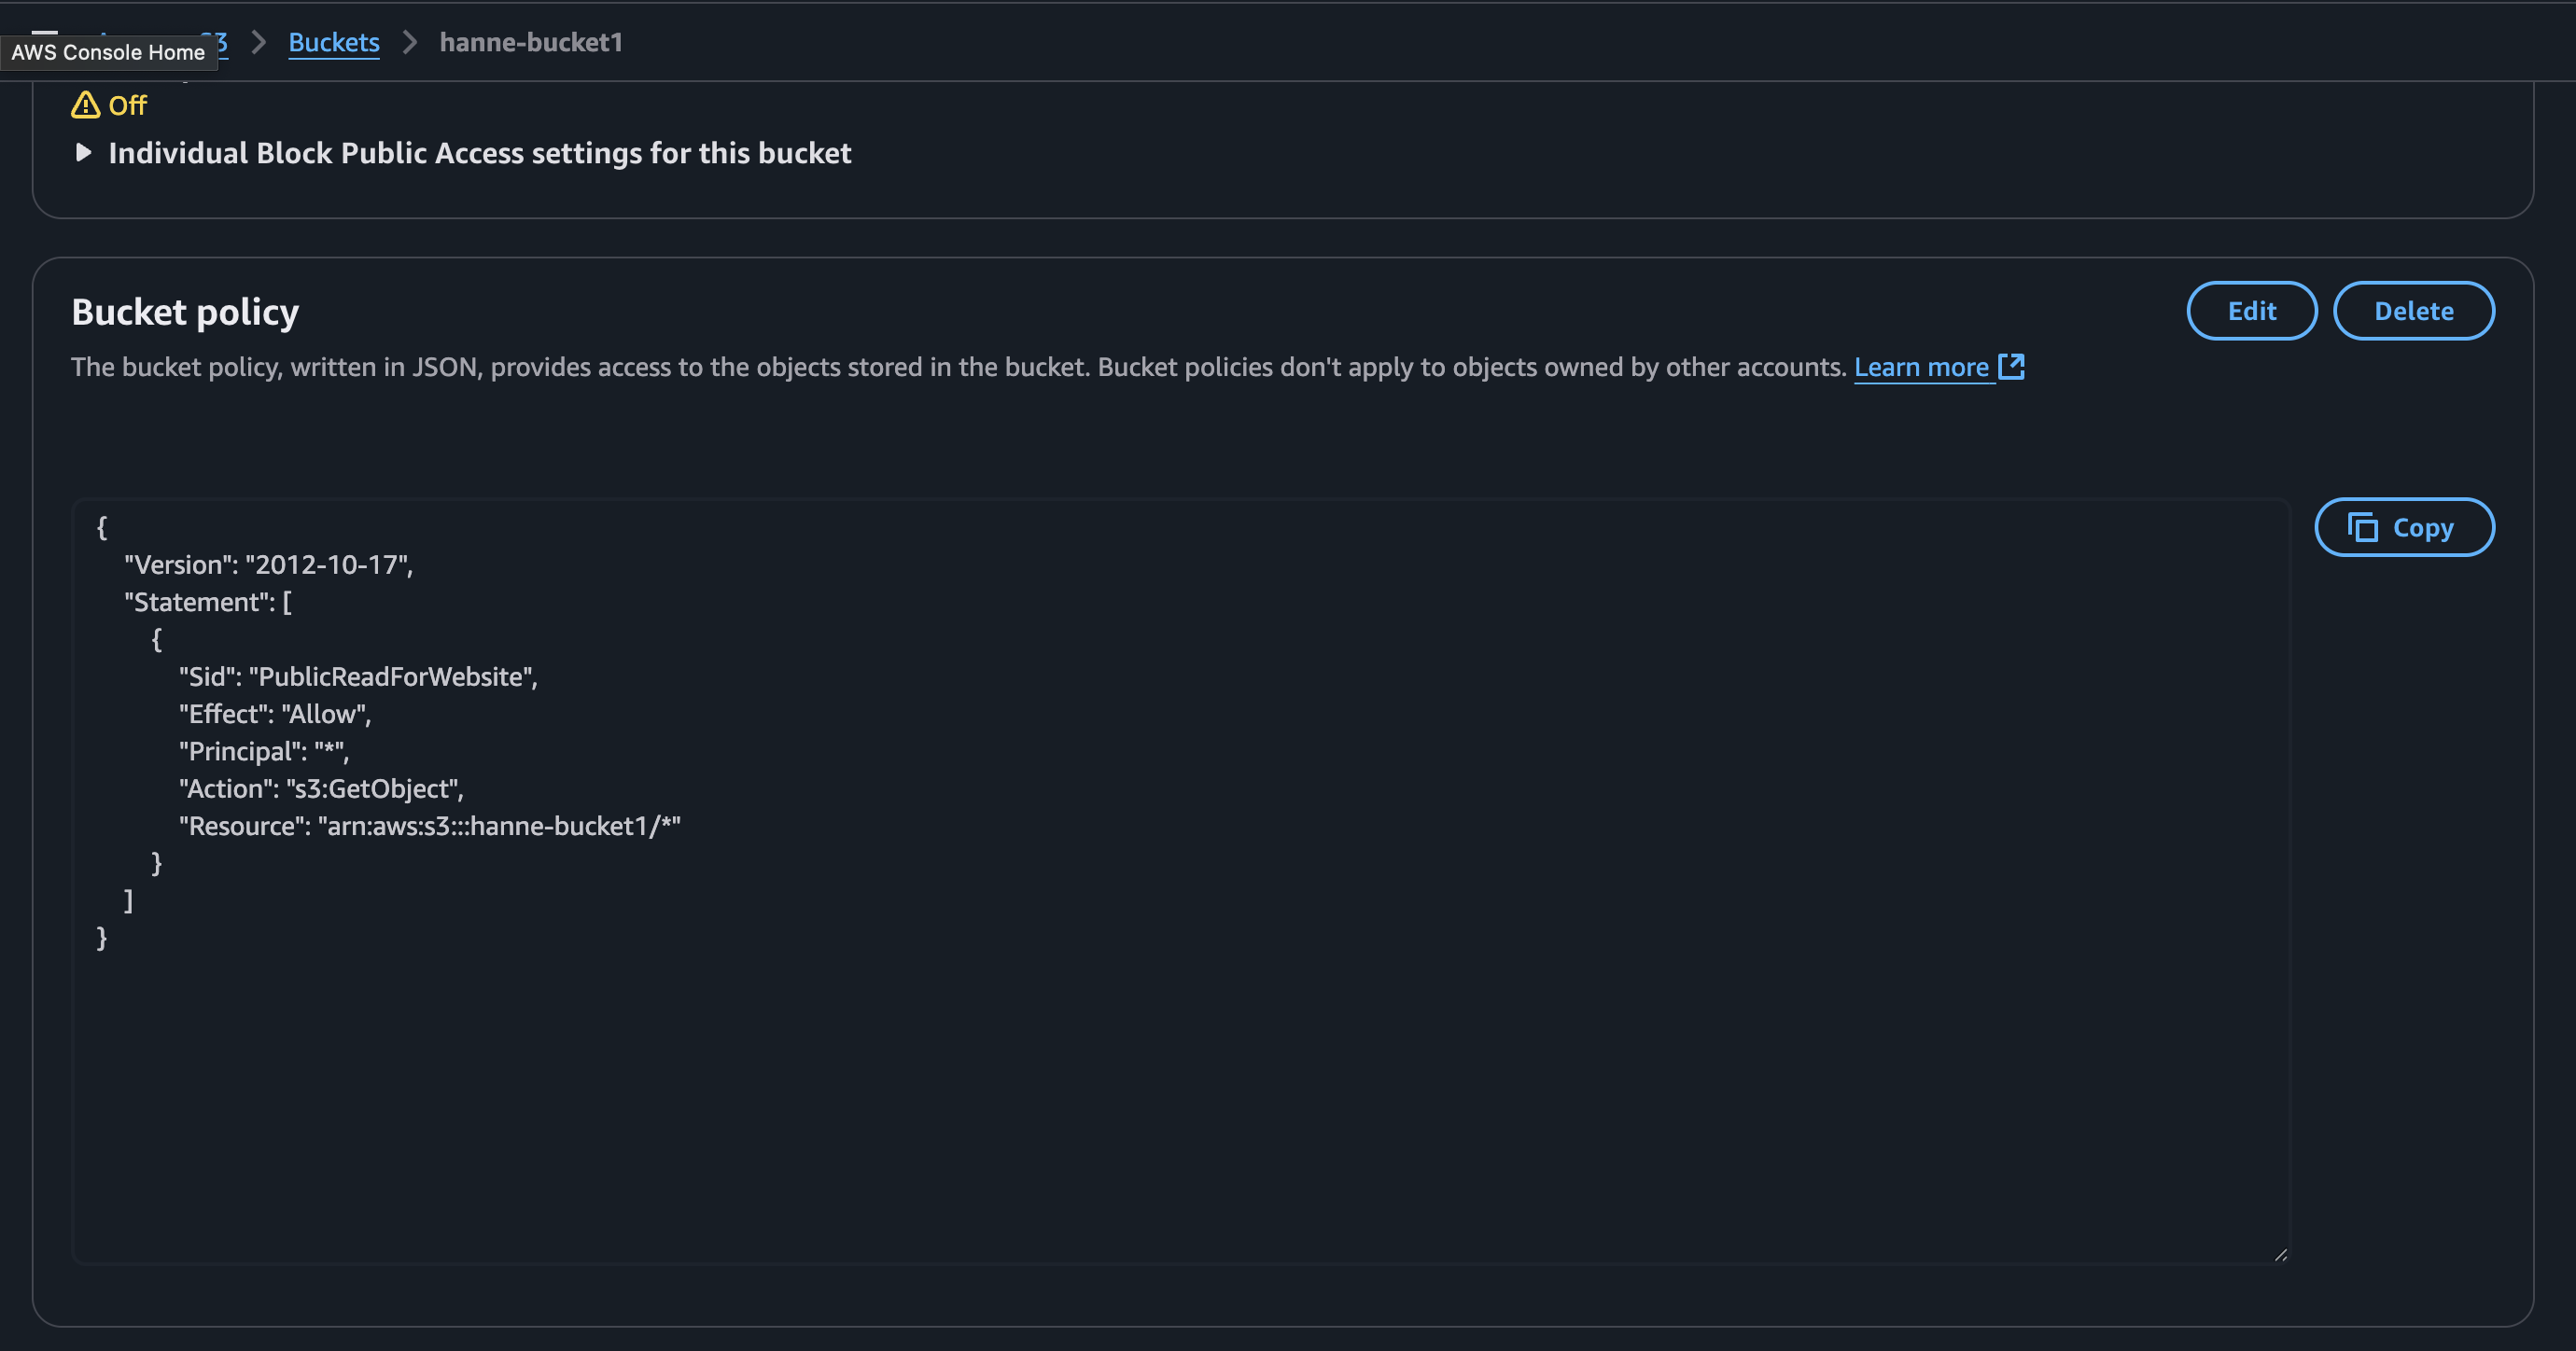 AWS Console Home
S3 > Buckets > hanne-bucket1
Off
Individual Block Public Access settings for this bucket
Bucket policy
Edit
Delete
The bucket policy, written in JSON, provides access to the objects stored in the bucket. Bucket policies don't apply to objects owned by other accounts. Learn more
Copy
{
"Version": "2012-10-17",
"Statement": [
{
"Sid": "PublicReadForWebsite",
"Effect": "Allow",
"Principal": "*",
"Action": "s3:GetObject",
"Resource": "arn:aws:s3:::hanne-bucket1/*"
}
]
}